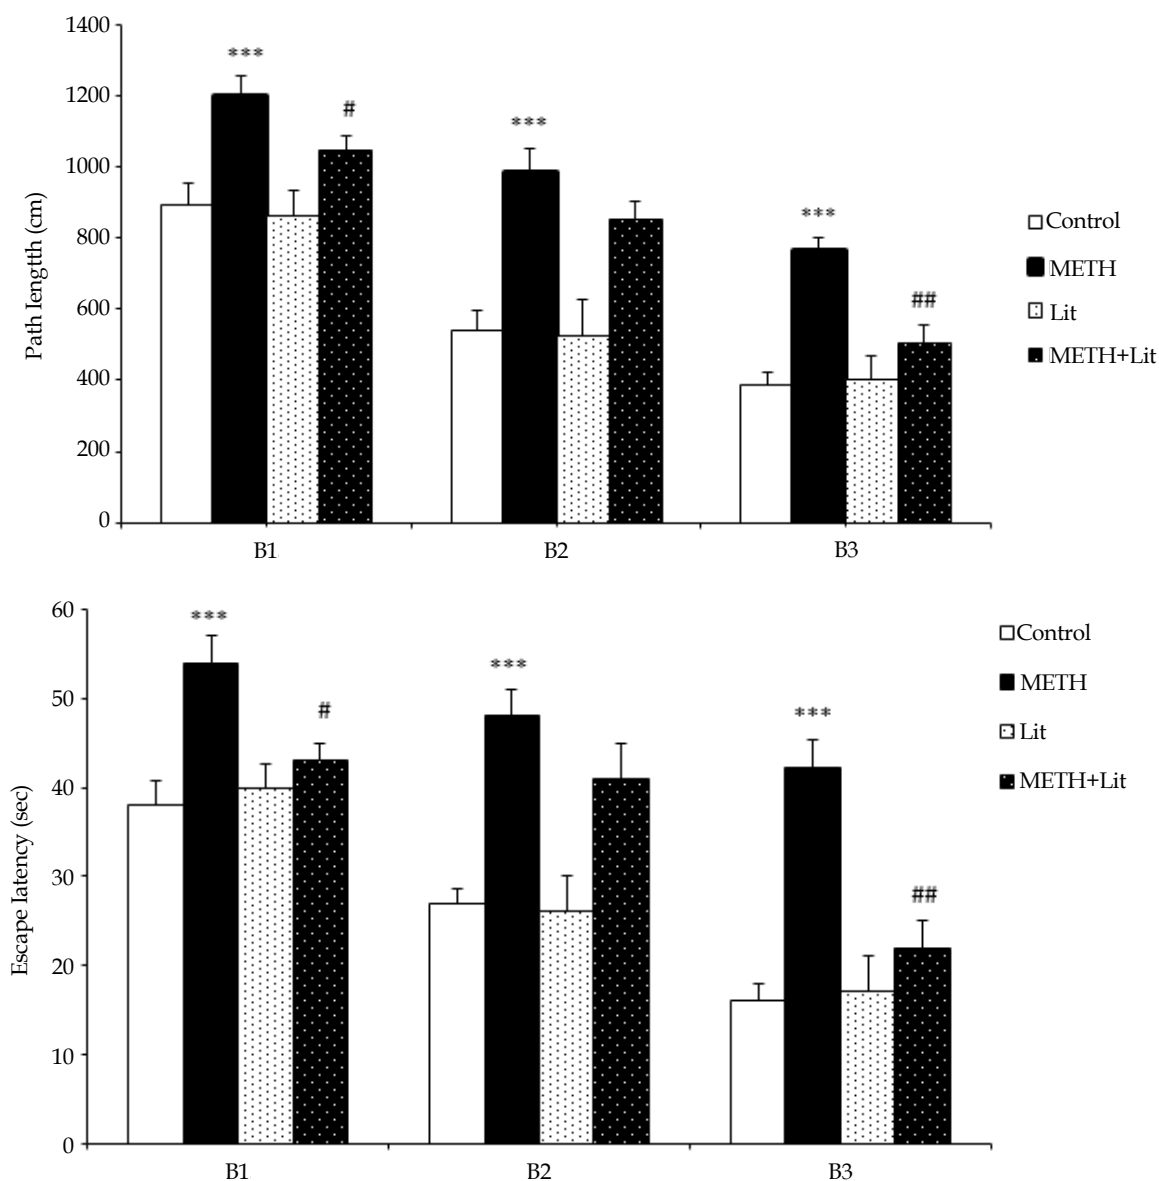 1400
1200
1000
800
600
400
200
0
Path lengtth (cm)
***
#
***
***
##
B1
B2
B3
Control
METH
Lit
METH+Lit
60
50
40
30
20
10
0
Escape latency (sec)
***
#
***
***
##
B1
B2
B3
Control
METH
Lit
METH+Lit